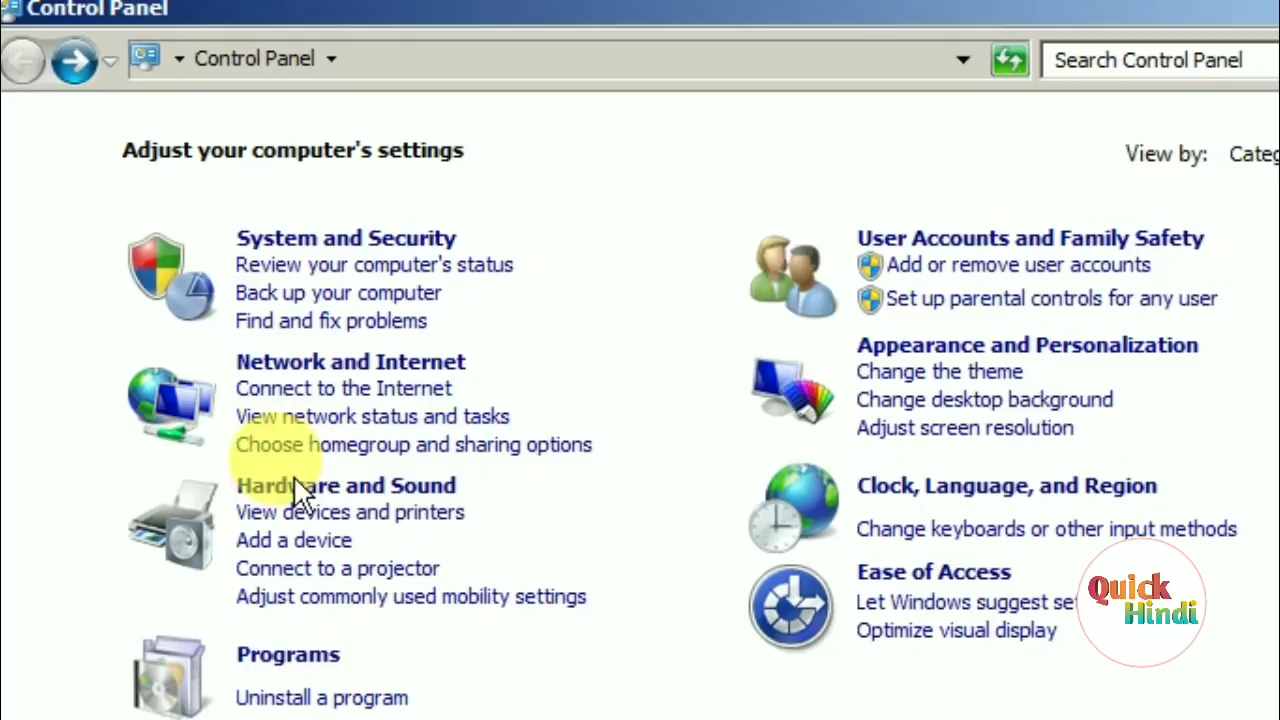 Control Panel
Control Panel
Search Control Panel
Adjust your computer's settings
View by:
System and Security
Review your computer's status
Back up your computer
Find and fix problems
Network and Internet
Connect to the Internet
View network status and tasks
Choose homegroup and sharing options
Hardware and Sound
View devices and printers
Add a device
Connect to a projector
Adjust commonly used mobility settings
Programs
Uninstall a program
User Accounts and Family Safety
Add or remove user accounts
Set up parental controls for any user
Appearance and Personalization
Change the theme
Change desktop background
Adjust screen resolution
Clock, Language, and Region
Change keyboards or other input methods
Ease of Access
Let Windows suggest
Optimize visual display
Quick
Hindi